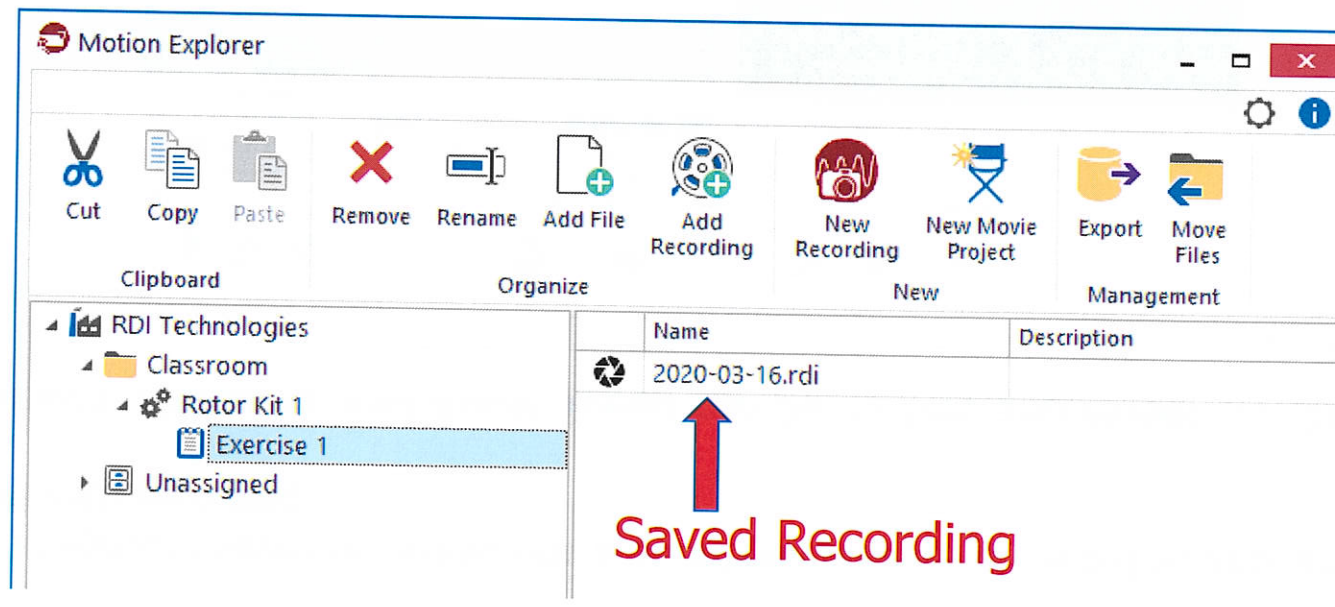 Motion Explorer
Cut
Copy
Paste
Remove
Rename
Add File
Add
Recording
New
Recording
New Movie
Project
Export
Move
Files
Clipboard
Organize
New
Management
RDI Technologies
Classroom
Rotor Kit 1
Exercise 1
Unassigned
Name
Description
2020-03-16.rdi
Saved Recording